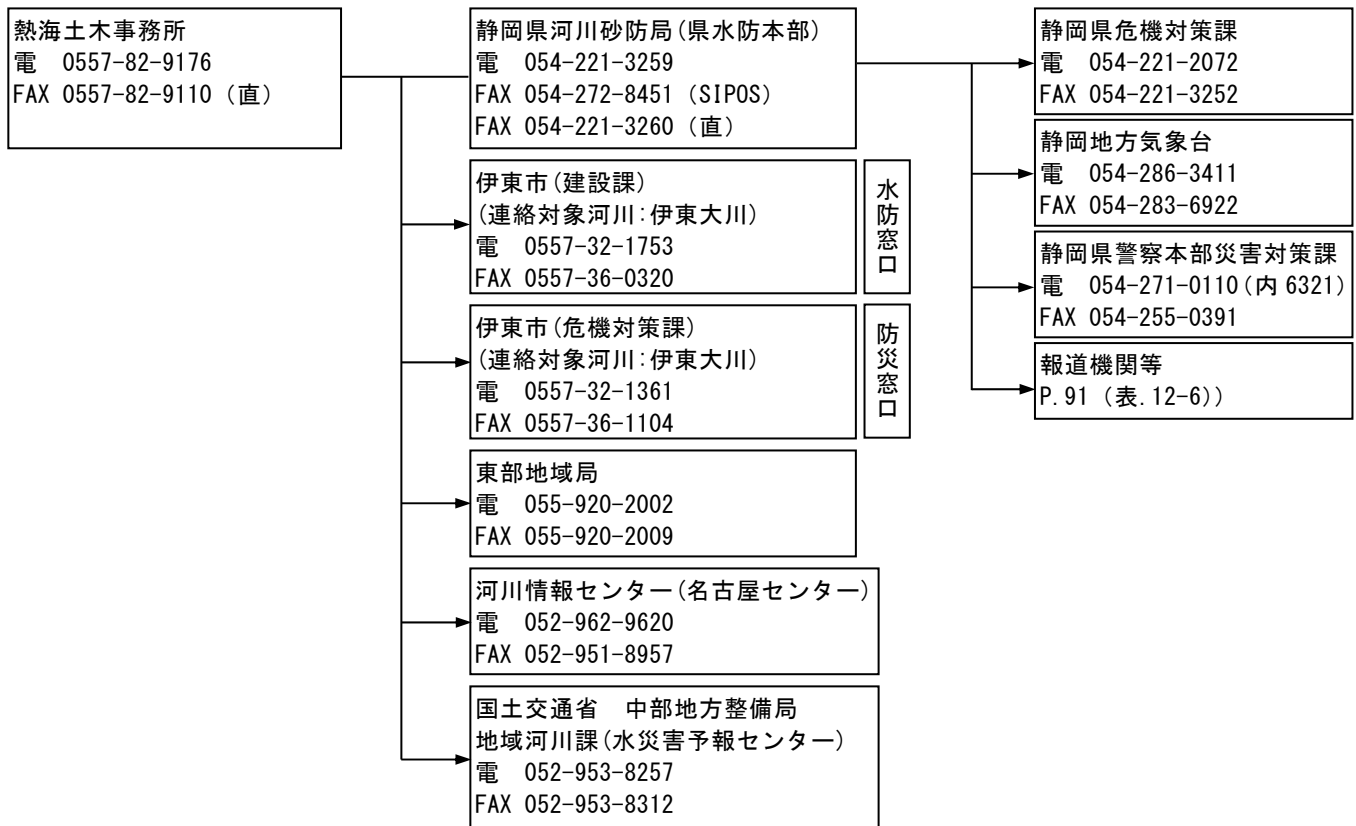 熱海土木事務所
電　0557-82-9176
FAX 0557-82-9110（直）
静岡県河川砂防局(県水防本部)
電　054-221-3259
FAX 054-272-8451（SIPOS）
FAX 054-221-3260（直）
伊東市(建設課)
(連絡対象河川:伊東大川)
電　0557-32-1753
FAX 0557-36-0320
水防窓口
伊東市(危機対策課)
(連絡対象河川:伊東大川)
電　0557-32-1361
FAX 0557-36-1104
防災窓口
東部地域局
電　055-920-2002
FAX 055-920-2009
河川情報センター(名古屋センター)
電　052-962-9620
FAX 052-951-8957
国土交通省　中部地方整備局
地域河川課(水災害予報センター)
電　052-953-8257
FAX 052-953-8312
静岡県危機対策課
電　054-221-2072
FAX 054-221-3252
静岡地方気象台
電　054-286-3411
FAX 054-283-6922
静岡県警察本部災害対策課
電　054-271-0110(内 6321)
FAX 054-255-0391
報道機関等
P.91（表.12-6)）